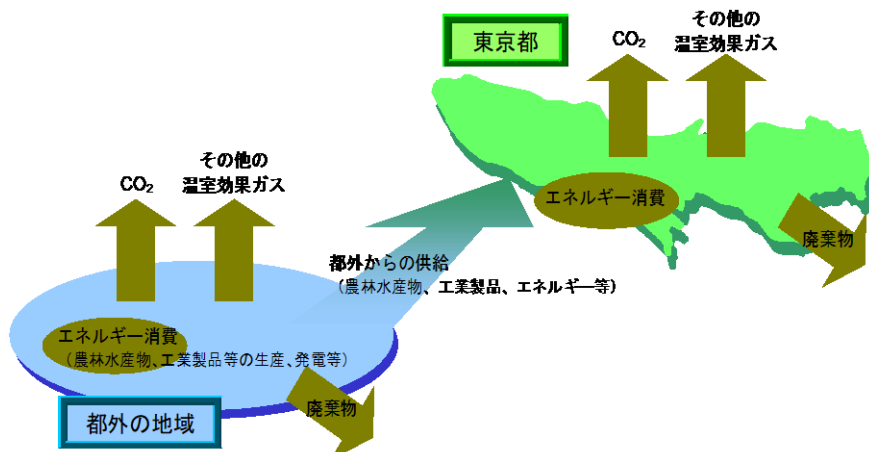 東京都
CO₂
その他の
温室効果ガス
エネルギー消費
廃棄物
CO₂
その他の
温室効果ガス
都外からの供給
（農林水産物、工業製品、エネルギー等）
エネルギー消費
（農林水産物、工業製品等の生産、発電等）
廃棄物
都外の地域